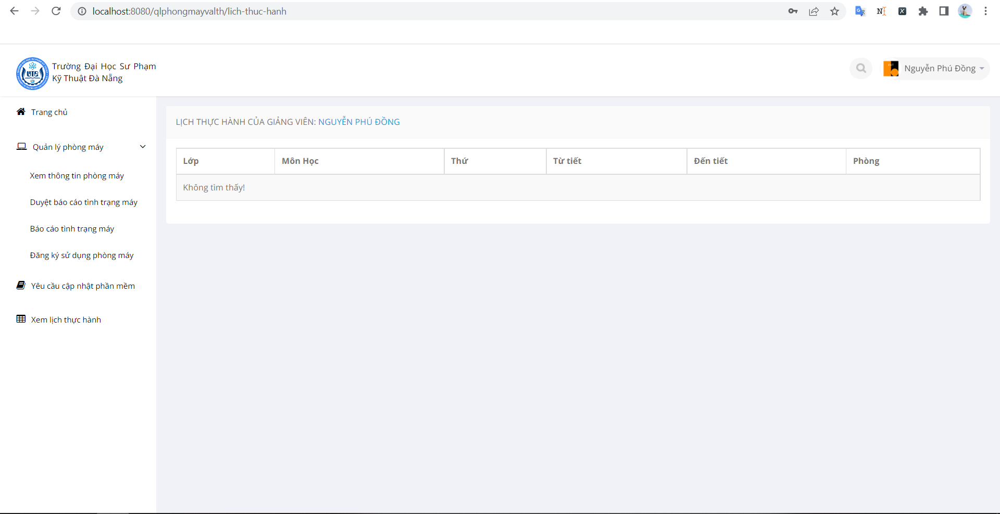 localhost:8080/qlphongmayvalth/lich-thuc-hanh
Trường Đại Học Sư Phạm
Kỹ Thuật Đà Nẵng
Nguyễn Phú Đồng
Trang chủ
Quản lý phòng máy
Xem thông tin phòng máy
Duyệt báo cáo tình trạng máy
Báo cáo tình trạng máy
Đăng ký sử dụng phòng máy
Yêu cầu cập nhật phần mềm
Xem lịch thực hành
LỊCH THỰC HÀNH CỦA GIẢNG VIÊN: NGUYỄN PHÚ ĐỒNG
Lớp Môn Học Thứ Từ tiết Đến tiết Phòng
Không tìm thấy!